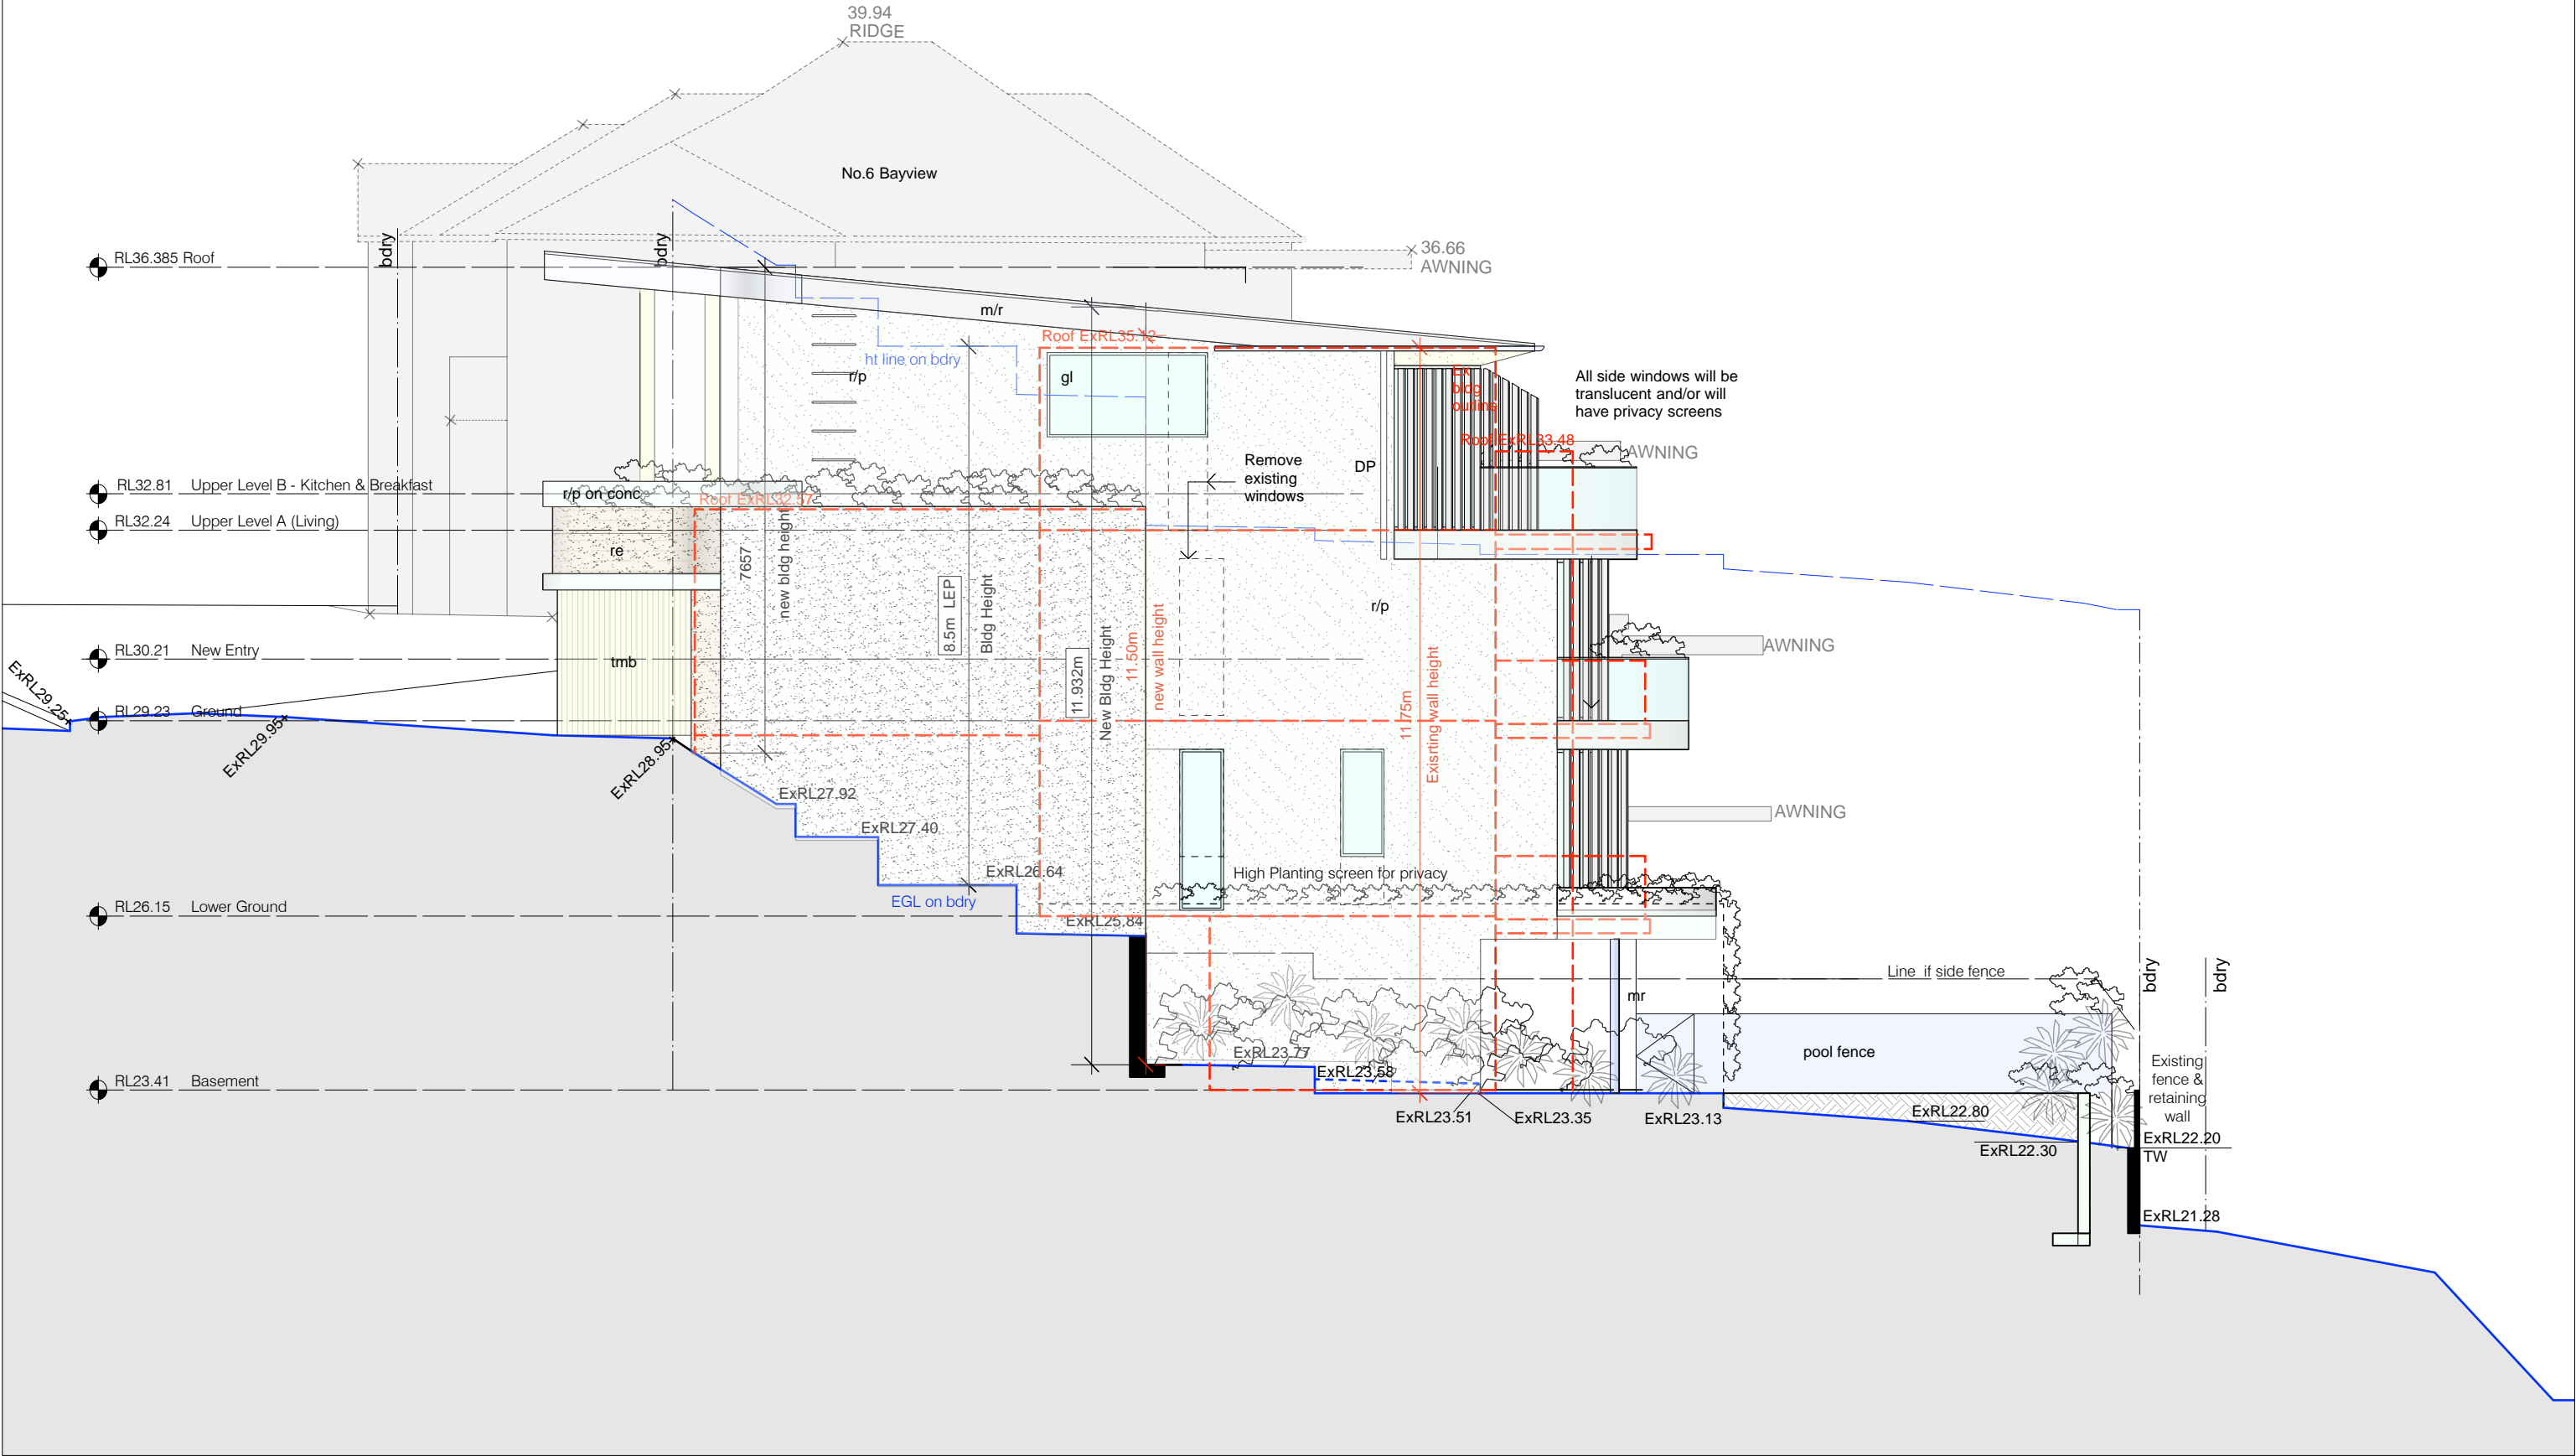 39.94
RIDGE
No.6 Bayview
bdry
bdry
36.66
AWNING
RL36.385 Roof
m/r
Roof ExRL35.12
ht line on bdry
r/p
gl
Ex
bldg
outline
All side windows will be
translucent and/or will
have privacy screens
Roof ExRL33.48
AWNING
Remove
existing
windows
DP
RL32.81 Upper Level B - Kitchen & Breakfast
r/p on conc
Roof ExRL32.57
RL32.24 Upper Level A (Living)
re
7657
new bldg height
8.5m LEP
Bldg Height
11.932m
New Bldg Height
11.50m
new wall height
r/p
11.75m
Exisrting wall height
AWNING
RL30.21 New Entry
tmb
ExRL29.25
RL29.23 Ground
ExRL29.95
ExRL28.95
ExRL27.92
AWNING
ExRL27.40
ExRL26.64
High Planting screen for privacy
EGL on bdry
RL26.15 Lower Ground
ExRL25.84
Line if side fence
bdry
bdry
mr
ExRL23.77
pool fence
Existing
fence &
retaining
wall
ExRL23.58
RL23.41 Basement
ExRL23.51
ExRL23.35
ExRL23.13
ExRL22.80
ExRL22.30
ExRL22.20
TW
ExRL21.28